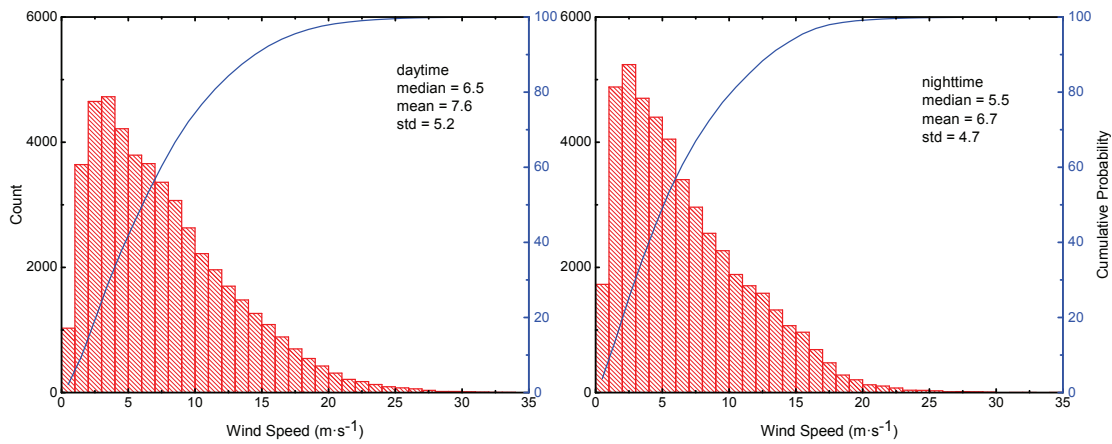 6000
4000
2000
0
Count
0 5 10 15 20 25 30 35
Wind Speed (m·s-1)
100
80
60
40
20
0
daytime
median = 6.5
mean = 7.6
std = 5.2
6000
4000
2000
0
0 5 10 15 20 25 30 35
Wind Speed (m·s-1)
100
80
60
40
20
0
Cumulative Probability
nighttime
median = 5.5
mean = 6.7
std = 4.7